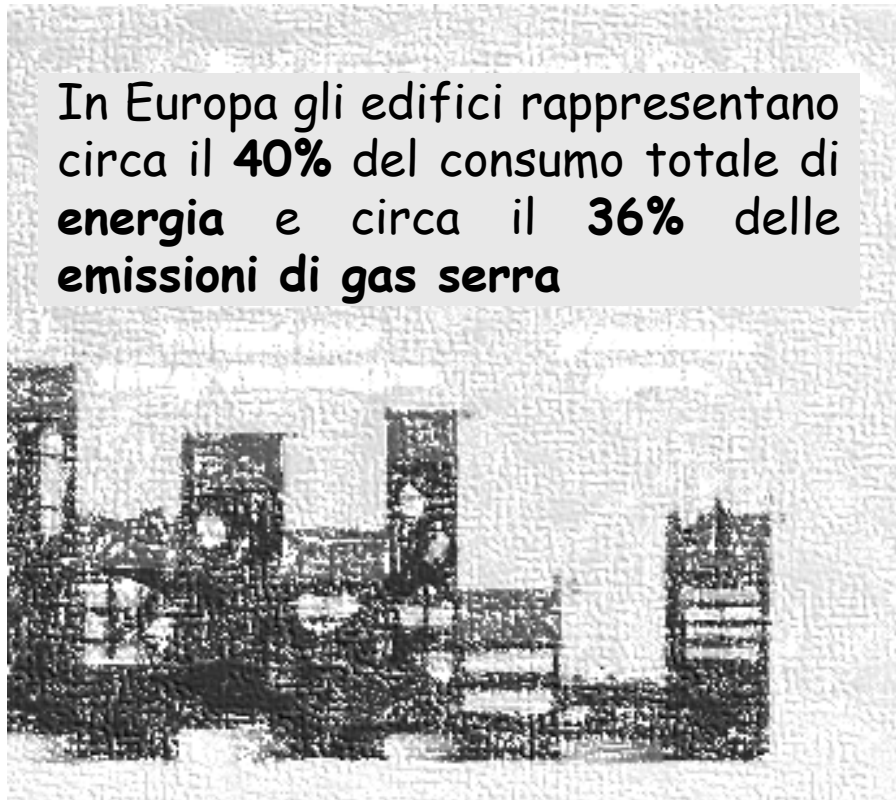 In Europa gli edifici rappresentano
circa il 40% del consumo totale di
energia e circa il 36% delle
emissioni di gas serra